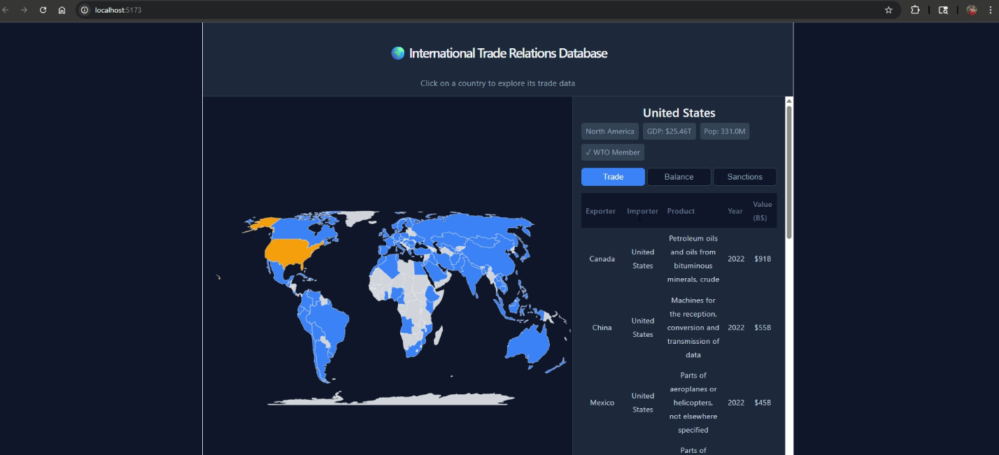 localhost:5173
🌍 International Trade Relations Database
Click on a country to explore its trade data
United States
North America GDP: $25.46T Pop: 331.0M
✓ WTO Member
Trade Balance Sanctions
Exporter Importer Product Year Value
(B$)
Canada United States Petroleum oils and oils from bituminous minerals, crude 2022 $91B
China United States Machines for the reception, conversion and transmission of data 2022 $55B
Mexico United States Parts of aeroplanes or helicopters, not elsewhere specified 2022 $45B
Parts of